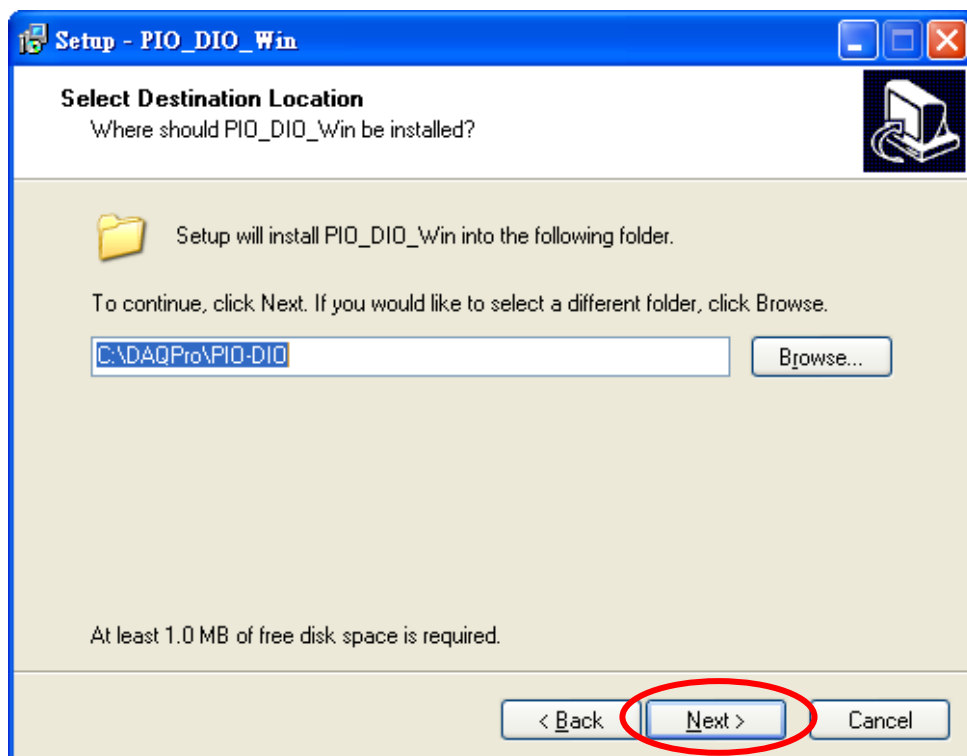 Setup - PIO_DIO_Win
Select Destination Location
Where should PIO_DIO_Win be installed?
Setup will install PIO_DIO_Win into the following folder.
To continue, click Next. If you would like to select a different folder, click Browse.
C:\DAQPro\PIO-DIO
Browse...
At least 1.0 MB of free disk space is required.
< Back
Next >
Cancel